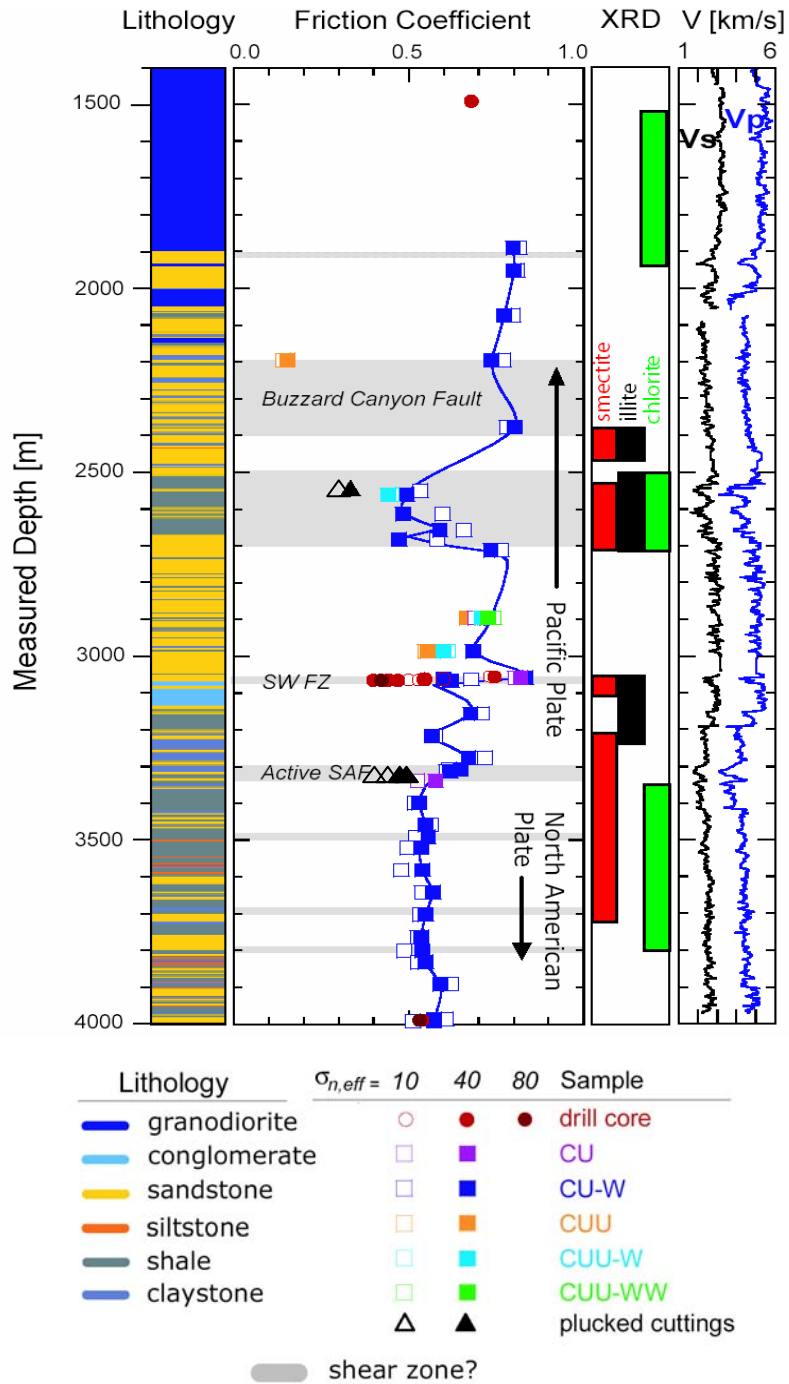 Lithology Friction Coefficient XRD V [km/s]
0.0 0.5 1.0 1 6
1500
Vs Vp
2000
smectite
illite
chlorite
Buzzard Canyon Fault
2500
Measured Depth [m]
Pacific Plate
3000
SW FZ
Active SAF
North American
Plate
3500
4000
Lithology σn,eff = 10 40 80 Sample
granodiorite drill core
conglomerate CU
sandstone CU-W
siltstone CUU
shale CUU-W
claystone CUU-WW
plucked cuttings
shear zone?